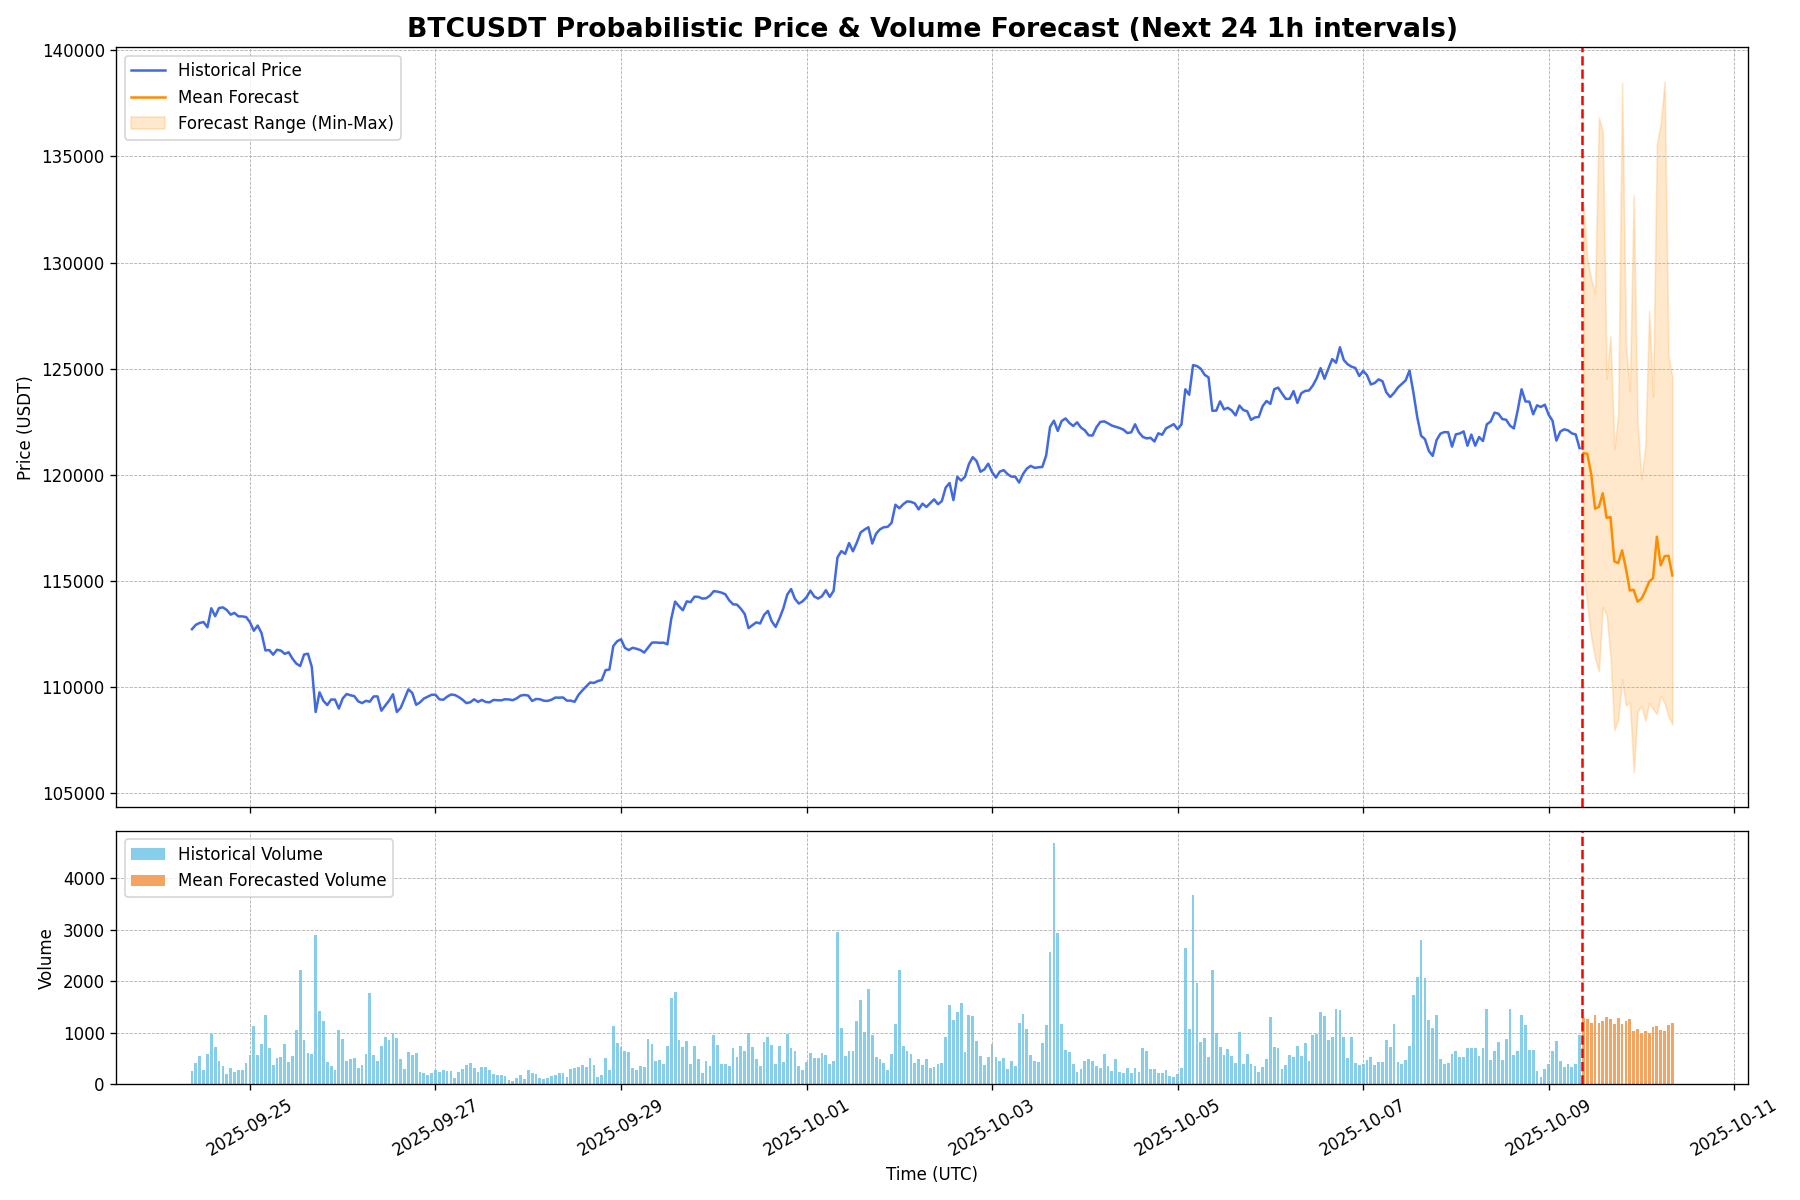 BTCUSDT Probabilistic Price & Volume Forecast (Next 24 1h intervals)
Historical Price
Mean Forecast
Forecast Range (Min-Max)
140000
135000
130000
125000
120000
115000
110000
105000
Price (USDT)
Historical Volume
Mean Forecasted Volume
4000
3000
2000
1000
0
Volume
2025-09-25
2025-09-27
2025-09-29
2025-10-01
2025-10-03
2025-10-05
2025-10-07
2025-10-09
2025-10-11
Time (UTC)